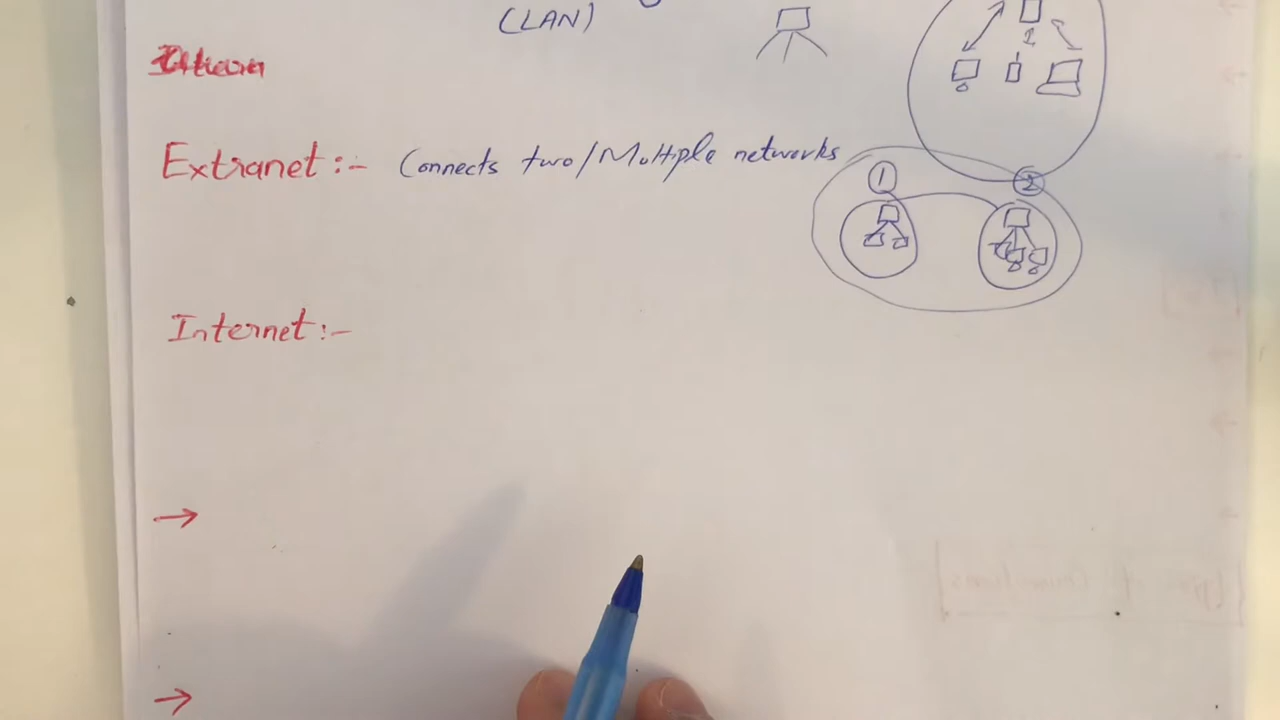 (LAN)
Extranet:- Connects two/Multiple networks
1
2
1 2
Internet:-
→
→